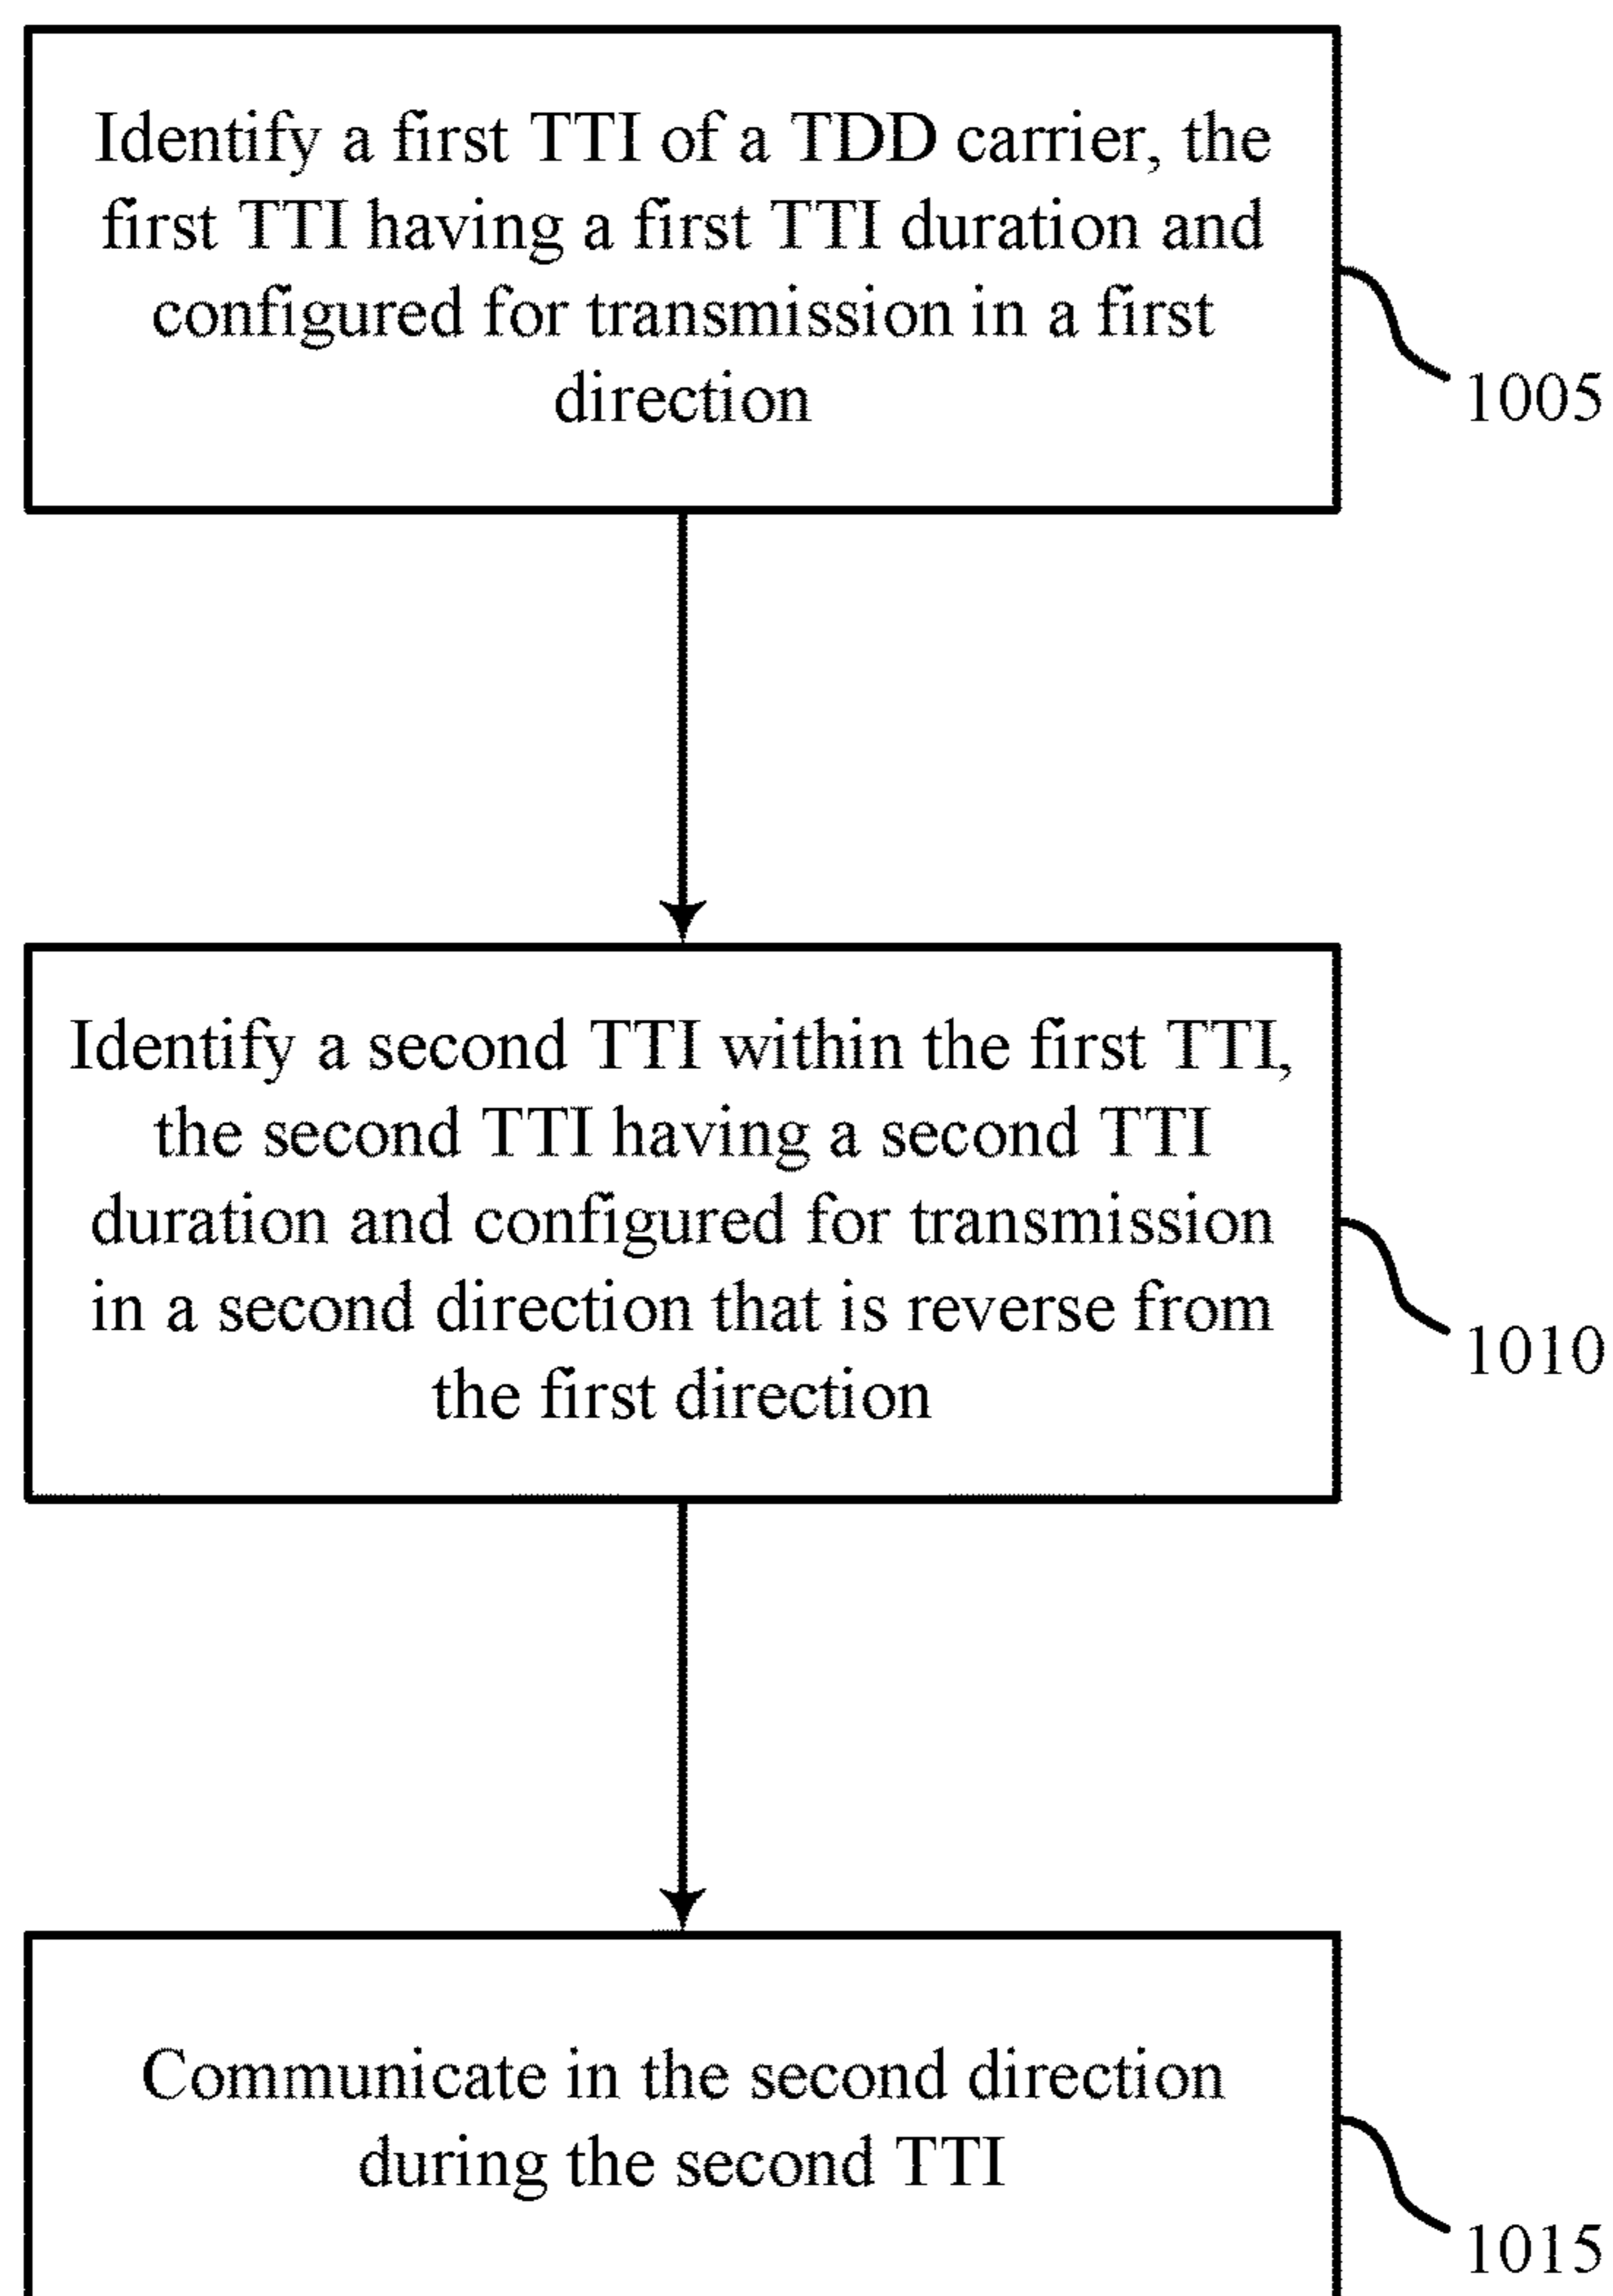 Identify a first TTI of a TDD carrier, the
first TTI having a first TTI duration and
configured for transmission in a first
direction
1005
Identify a second TTI within the first TTI,
the second TTI having a second TTI
duration and configured for transmission
in a second direction that is reverse from
the first direction
1010
Communicate in the second direction
during the second TTI
1015